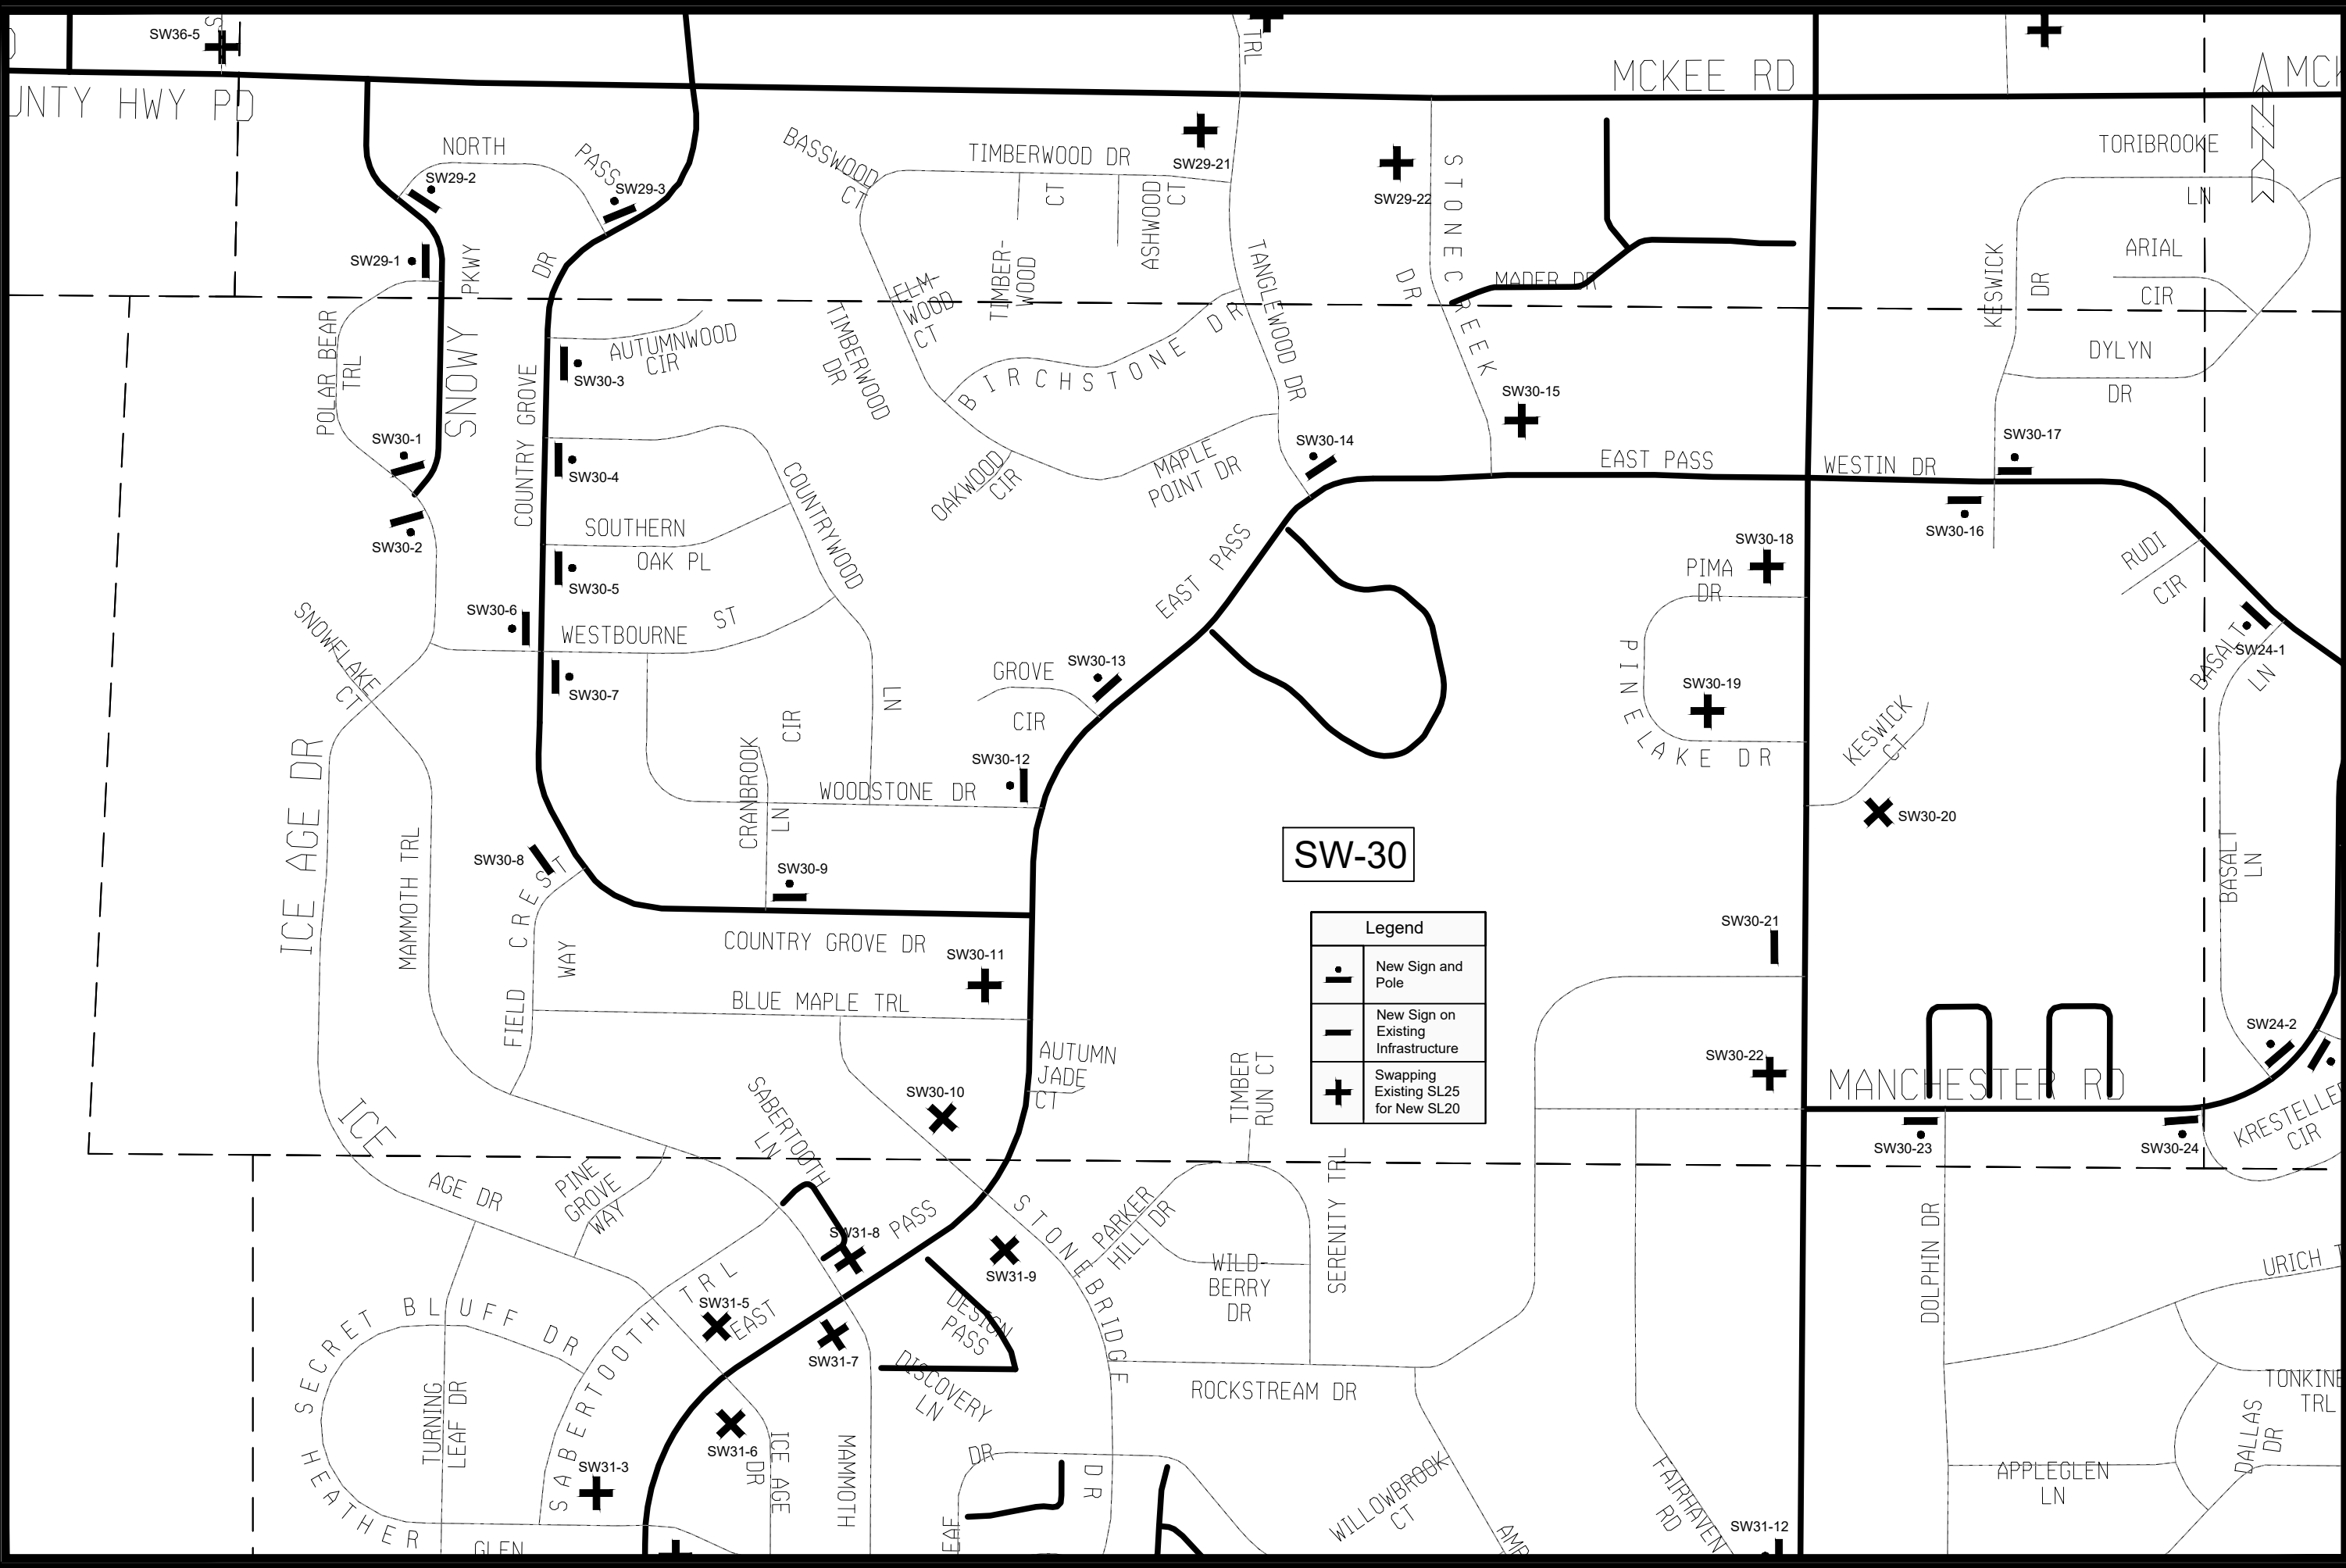 SW36-5
TRL
MCKEE RD
UNTY HWY PD
NORTH
PASS
SW29-2
SW29-3
SW29-1
SNOWY
PKWY
POLAR BEAR
TRL
BASSWOOD
CT
TIMBERWOOD DR
SW29-21
TIMBER-
WOOD
CT
ASHWOOD
CT
SW29-22
STONECREEK
DR
MADER DR
TORIBROOKE
LN
ARIAL
CIR
KESWICK
DR
DYLYN
DR
COUNTRY GROVE
DR
AUTUMNWOOD
CIR
SW30-3
ELM-
WOOD
CT
TIMBERWOOD
DR
BIRCHSTONE DR
TANGLEWOOD DR
SW30-15
SW30-1
SW30-2
SW30-4
SOUTHERN
OAK PL
SW30-5
COUNTRYWOOD
LN
OAKWOOD
CIR
MAPLE
POINT DR
SW30-14
EAST PASS
WESTIN DR
SW30-17
SW30-16
SW30-18
PIMA
DR
RUDI
CIR
BASALT
LN
SW24-1
SW30-6
WESTBOURNE
ST
SW30-7
SNOWFLAKE
CT
EAST PASS
GROVE
CIR
SW30-13
PINE LAKE DR
SW30-19
KESWICK
CT
SW30-20
ICE AGE DR
MAMMOTH TRL
SW30-12
WOODSTONE DR
CRANBROOK
CIR
LN
SW30-8
SW30-9
FIELD CREST
WAY
COUNTRY GROVE DR
SW30-11
BLUE MAPLE TRL
SW-30
Legend
New Sign and
Pole
New Sign on
Existing
Infrastructure
Swapping
Existing SL25
for New SL20
SW30-21
SW30-22
BASALT
LN
SW24-2
MANCHESTER RD
SW30-23
SW30-24
KRESTELLE
CIR
AUTUMN
JADE
CT
SW30-10
TIMBER
RUN CT
SABERTOOTH
LN
ICE
AGE DR
PINE
GROVE
WAY
SW31-8
PASS
SW31-9
STONEBRIDGE
DR
PARKER
HILL DR
WILD-
BERRY
DR
SERENITY TRL
DOLPHIN DR
URICH
SECRET BLUFF DR
SABERTOOTH TRL
SW31-5
EAST
SW31-7
DESIGN
PASS
DISCOVERY
LN
ROCKSTREAM DR
TURNING
LEAF DR
SW31-6
ICE AGE
DR
MAMMOTH
SW31-3
HEATHER
GLEN
DR
EAF
WILLOWBROOK
CT
AMB
FAIRHAVEN
RD
SW31-12
APPLEGLEN
LN
DALLAS
DR
TONKINE
TRL